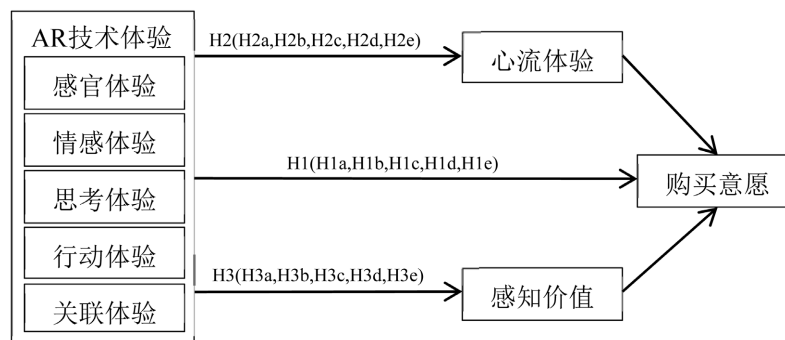 AR技术体验
感官体验
情感体验
思考体验
行动体验
关联体验
H2(H2a,H2b,H2c,H2d,H2e)
心流体验
H1(H1a,H1b,H1c,H1d,H1e)
购买意愿
H3(H3a,H3b,H3c,H3d,H3e)
感知价值